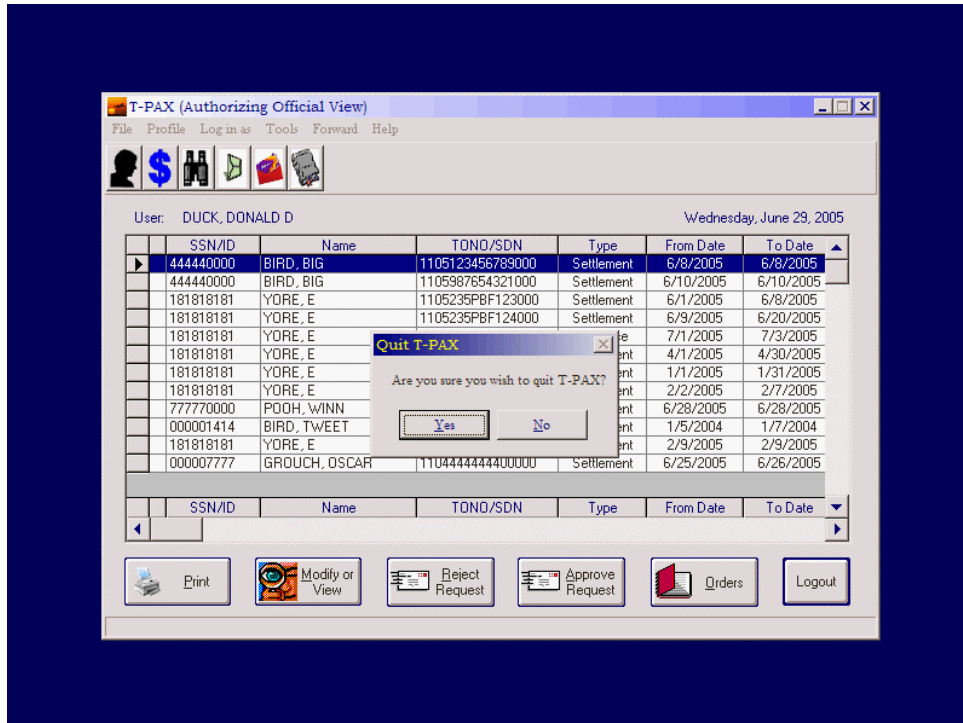 T-PAX (Authorizing Official View)
File Profile Log in as Tools Forward Help
User: DUCK, DONALD D Wednesday, June 29, 2005
SSN/ID Name TONO/SDN Type From Date To Date
444440000 BIRD, BIG 1105123456789000 Settlement 6/8/2005 6/8/2005
444440000 BIRD, BIG 1105987654321000 Settlement 6/10/2005 6/10/2005
181818181 YORE, E 1105235PBF123000 Settlement 6/1/2005 6/8/2005
181818181 YORE, E 1105235PBF124000 Settlement 6/9/2005 6/20/2005
181818181 YORE, E 7/1/2005 7/3/2005
181818181 YORE, E 4/1/2005 4/30/2005
181818181 YORE, E 1/1/2005 1/31/2005
181818181 YORE, E 2/2/2005 2/7/2005
777770000 POOH, WINN 6/28/2005 6/28/2005
000001414 BIRD, TWEET 1/5/2004 1/7/2004
181818181 YORE, E 2/9/2005 2/9/2005
000007777 GROUCH, OSCAR 1104444444400000 Settlement 6/25/2005 6/26/2005
Quit T-PAX
Are you sure you wish to quit T-PAX?
Yes No
SSN/ID Name TONO/SDN Type From Date To Date
Print
Modify or
View
Reject
Request
Approve
Request
Orders
Logout